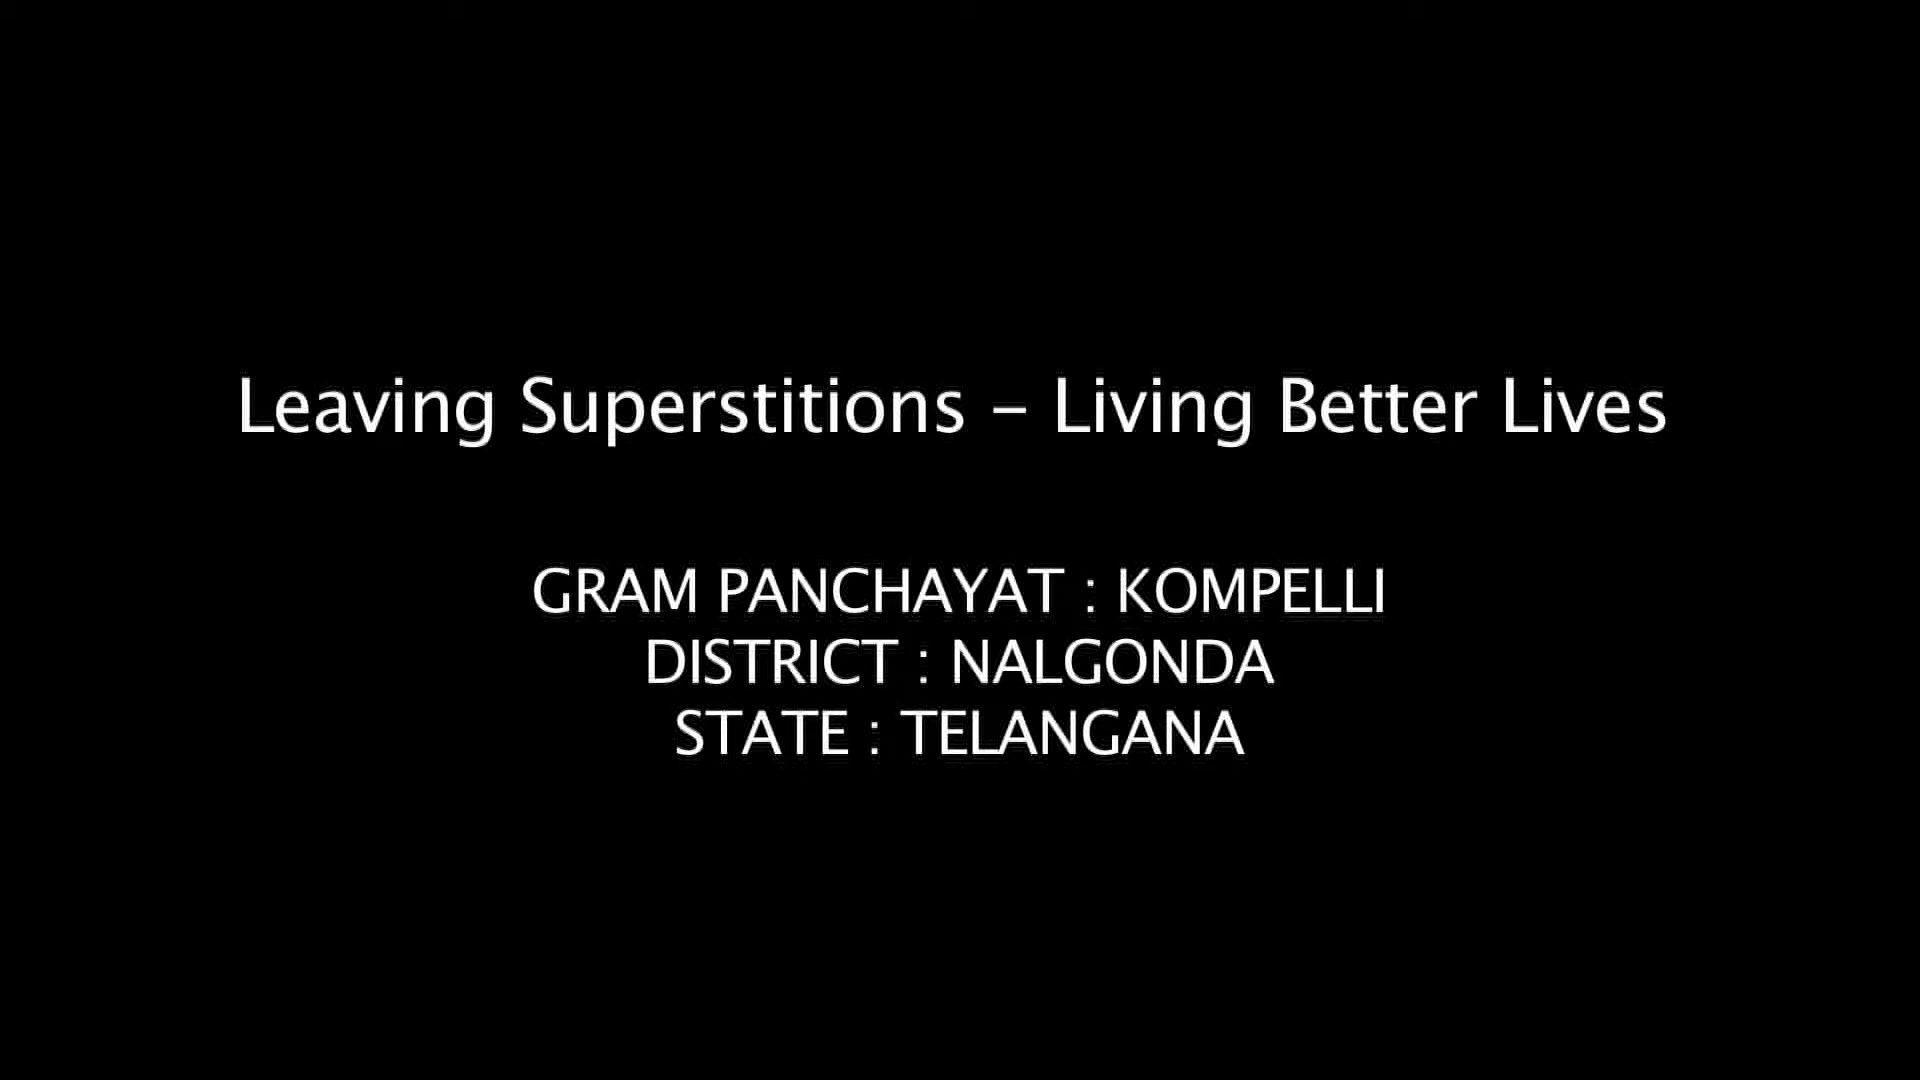 Leaving Superstitions - Living Better Lives
GRAM PANCHAYAT : KOMPELLI
DISTRICT : NALGONDA
STATE : TELANGANA